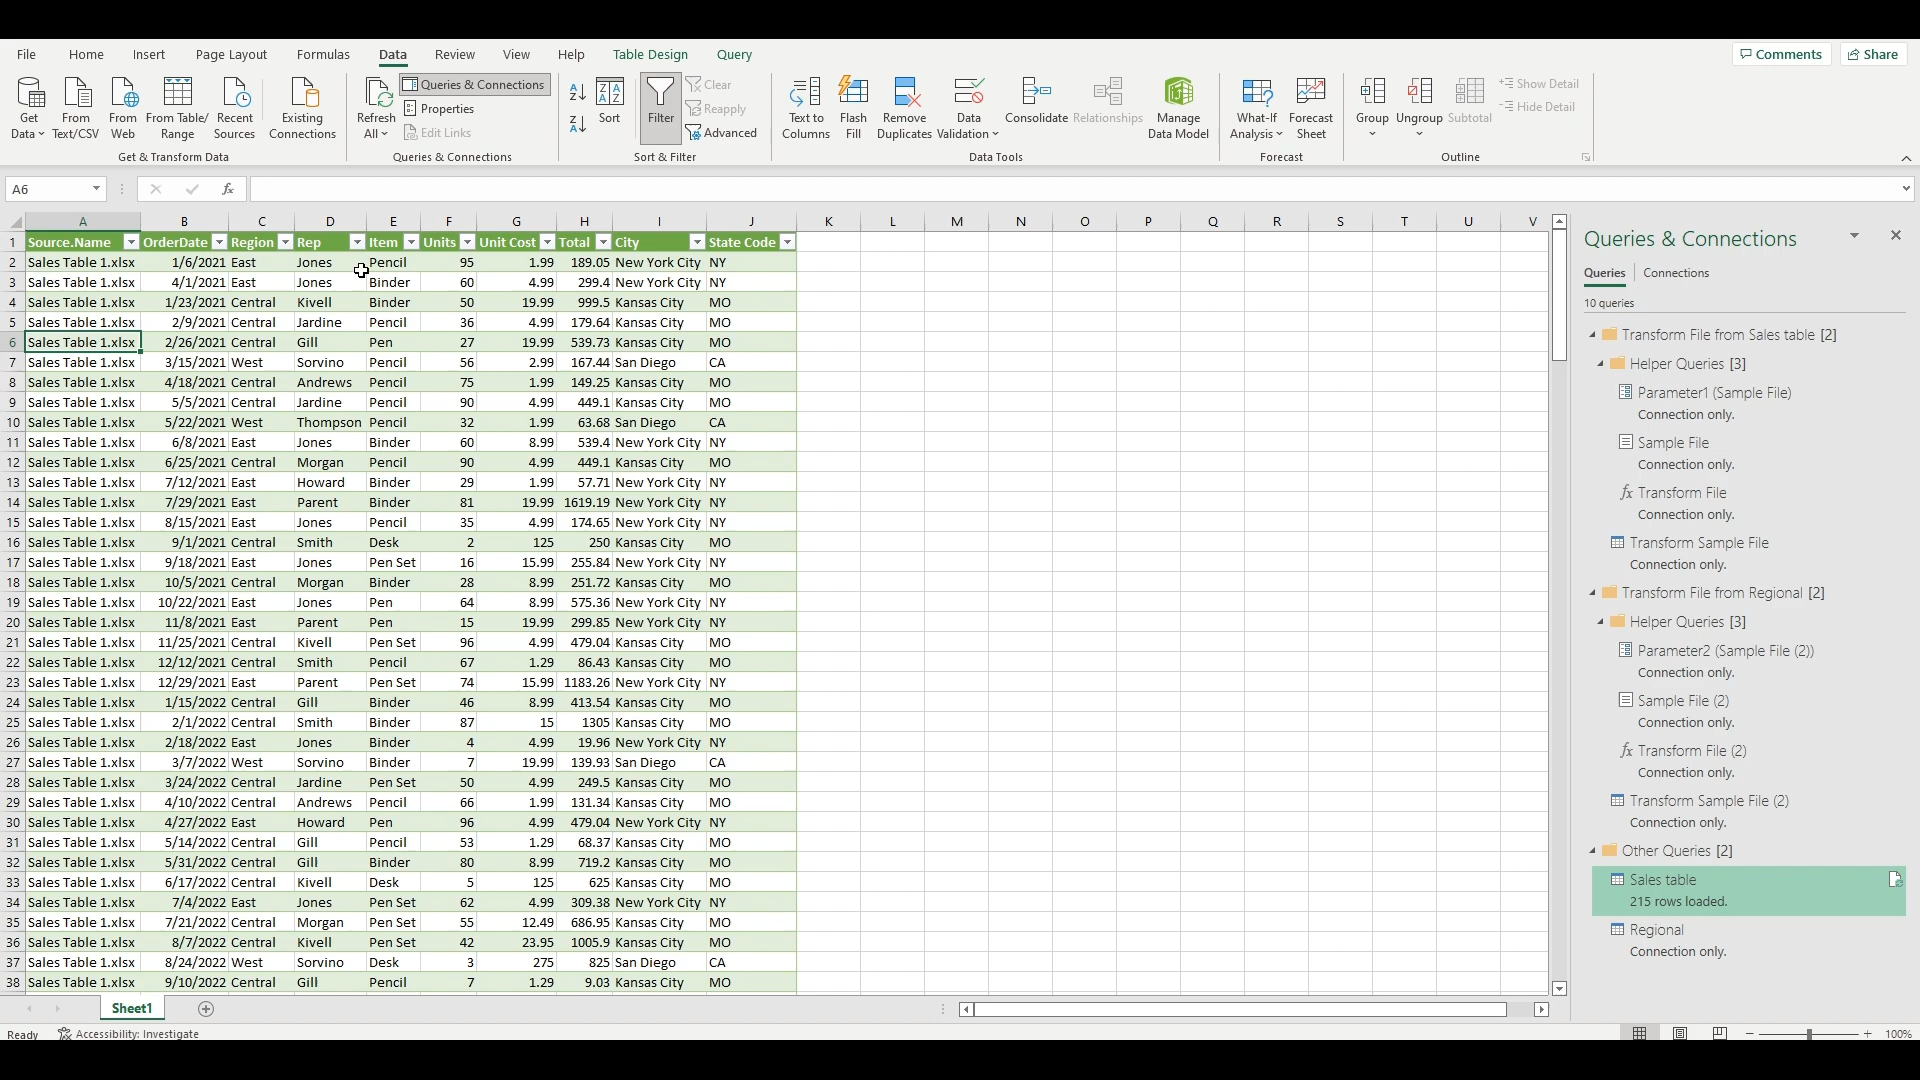 File Home Insert Page Layout Formulas Data Review View Help Table Design Query Comments Share
Get Data From Text/CSV From Web From Table/Range Recent Sources Existing Connections Refresh All Queries & Connections Properties Edit Links Sort Filter Clear Reapply Advanced Text to Columns Flash Fill Remove Duplicates Data Validation Consolidate Relationships Manage Data Model What-If Analysis Forecast Sheet Group Ungroup Subtotal Show Detail Hide Detail
Get & Transform Data Queries & Connections Sort & Filter Data Tools Forecast Outline
A6 fx
A B C D E F G H I J K L M N O P Q R S T U V
1 Source.Name OrderDate Region Rep Item Units Unit Cost Total City State Code
2 Sales Table 1.xlsx 1/6/2021 East Jones Pencil 95 1.99 189.05 New York City NY
3 Sales Table 1.xlsx 4/1/2021 East Jones Binder 60 4.99 299.4 New York City NY
4 Sales Table 1.xlsx 1/23/2021 Central Kivell Binder 50 19.99 999.5 Kansas City MO
5 Sales Table 1.xlsx 2/9/2021 Central Jardine Pencil 36 4.99 179.64 Kansas City MO
6 Sales Table 1.xlsx 2/26/2021 Central Gill Pen 27 19.99 539.73 Kansas City MO
7 Sales Table 1.xlsx 3/15/2021 West Sorvino Pencil 56 2.99 167.44 San Diego CA
8 Sales Table 1.xlsx 4/18/2021 Central Andrews Pencil 75 1.99 149.25 Kansas City MO
9 Sales Table 1.xlsx 5/5/2021 Central Jardine Pencil 90 4.99 449.1 Kansas City MO
10 Sales Table 1.xlsx 5/22/2021 West Thompson Pencil 32 1.99 63.68 San Diego CA
11 Sales Table 1.xlsx 6/8/2021 East Jones Binder 60 8.99 539.4 New York City NY
12 Sales Table 1.xlsx 6/25/2021 Central Morgan Pencil 90 4.99 449.1 Kansas City MO
13 Sales Table 1.xlsx 7/12/2021 East Howard Binder 29 1.99 57.71 New York City NY
14 Sales Table 1.xlsx 7/29/2021 East Parent Binder 81 19.99 1619.19 New York City NY
15 Sales Table 1.xlsx 8/15/2021 East Jones Pencil 35 4.99 174.65 New York City NY
16 Sales Table 1.xlsx 9/1/2021 Central Smith Desk 2 125 250 Kansas City MO
17 Sales Table 1.xlsx 9/18/2021 East Jones Pen Set 16 15.99 255.84 New York City NY
18 Sales Table 1.xlsx 10/5/2021 Central Morgan Binder 28 8.99 251.72 Kansas City MO
19 Sales Table 1.xlsx 10/22/2021 East Jones Pen 64 8.99 575.36 New York City NY
20 Sales Table 1.xlsx 11/8/2021 East Parent Pen 15 19.99 299.85 New York City NY
21 Sales Table 1.xlsx 11/25/2021 Central Kivell Pen Set 96 4.99 479.04 Kansas City MO
22 Sales Table 1.xlsx 12/12/2021 Central Smith Pencil 67 1.29 86.43 Kansas City MO
23 Sales Table 1.xlsx 12/29/2021 East Parent Pen Set 74 15.99 1183.26 New York City NY
24 Sales Table 1.xlsx 1/15/2022 Central Gill Binder 46 8.99 413.54 Kansas City MO
25 Sales Table 1.xlsx 2/1/2022 Central Smith Binder 87 15 1305 Kansas City MO
26 Sales Table 1.xlsx 2/18/2022 East Jones Binder 4 4.99 19.96 New York City NY
27 Sales Table 1.xlsx 3/7/2022 West Sorvino Binder 7 19.99 139.93 San Diego CA
28 Sales Table 1.xlsx 3/24/2022 Central Jardine Pen Set 50 4.99 249.5 Kansas City MO
29 Sales Table 1.xlsx 4/10/2022 Central Andrews Pencil 66 1.99 131.34 Kansas City MO
30 Sales Table 1.xlsx 4/27/2022 East Howard Pen 96 4.99 479.04 New York City NY
31 Sales Table 1.xlsx 5/14/2022 Central Gill Pencil 53 1.29 68.37 Kansas City MO
32 Sales Table 1.xlsx 5/31/2022 Central Gill Binder 80 8.99 719.2 Kansas City MO
33 Sales Table 1.xlsx 6/17/2022 Central Kivell Desk 5 125 625 Kansas City MO
34 Sales Table 1.xlsx 7/4/2022 East Jones Pen Set 62 4.99 309.38 New York City NY
35 Sales Table 1.xlsx 7/21/2022 Central Morgan Pen Set 55 12.49 686.95 Kansas City MO
36 Sales Table 1.xlsx 8/7/2022 Central Kivell Pen Set 42 23.95 1005.9 Kansas City MO
37 Sales Table 1.xlsx 8/24/2022 West Sorvino Desk 3 275 825 San Diego CA
38 Sales Table 1.xlsx 9/10/2022 Central Gill Pencil 7 1.29 9.03 Kansas City MO
Queries & Connections
Queries Connections
10 queries
Transform File from Sales table [2]
Helper Queries [3]
Parameter1 (Sample File)
Connection only.
Sample File
Connection only.
fx Transform File
Connection only.
Transform Sample File
Connection only.
Transform File from Regional [2]
Helper Queries [3]
Parameter2 (Sample File (2))
Connection only.
Sample File (2)
Connection only.
fx Transform File (2)
Connection only.
Transform Sample File (2)
Connection only.
Other Queries [2]
Sales table
215 rows loaded.
Regional
Connection only.
Sheet1
Ready Accessibility: Investigate 100%